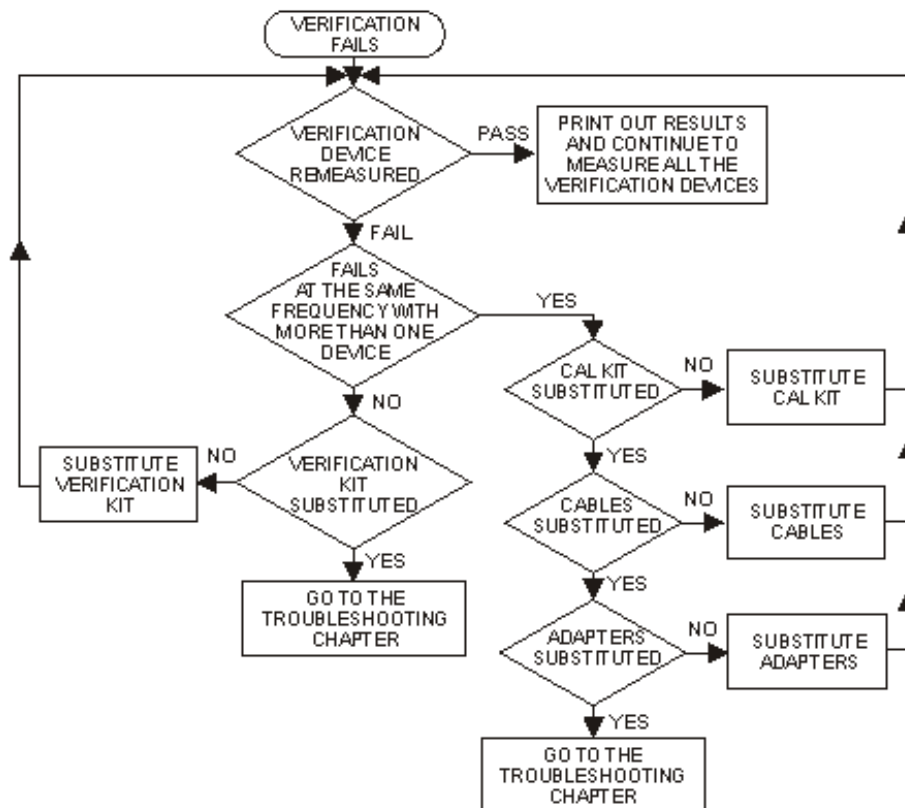 VERIFICATION
FAILS
VERIFICATION
DEVICE
REMEASURED
PASS
PRINT OUT RESULTS
AND CONTINUE TO
MEASURE ALL THE
VERIFICATION DEVICES
FAIL
FAILS
AT THE SAME
FREQUENCY WITH
MORE THAN ONE
DEVICE
YES
CAL KIT
SUBSTITUTED
NO
SUBSTITUTE
CAL KIT
NO
VERIFICATION
KIT
SUBSTITUTED
NO
SUBSTITUTE
VERIFICATION
KIT
YES
GO TO THE
TROUBLESHOOTING
CHAPTER
YES
CABLES
SUBSTITUTED
NO
SUBSTITUTE
CABLES
YES
ADAPTERS
SUBSTITUTED
NO
SUBSTITUTE
ADAPTERS
YES
GO TO THE
TROUBLESHOOTING
CHAPTER